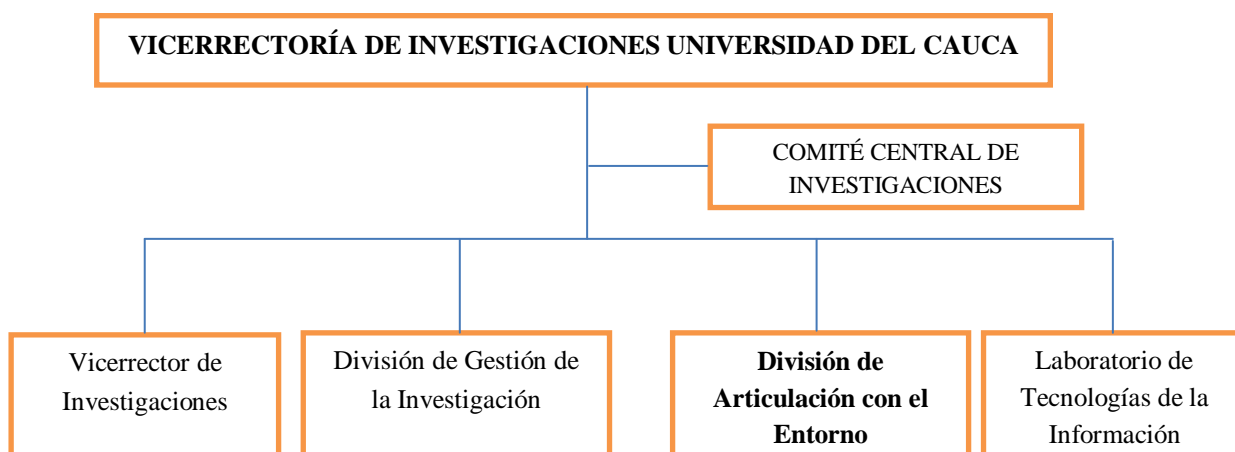 VICERRECTORÍA DE INVESTIGACIONES UNIVERSIDAD DEL CAUCA
COMITÉ CENTRAL DE
INVESTIGACIONES
Vicerrector de
Investigaciones
División de Gestión de
la Investigación
División de
Articulación con el
Entorno
Laboratorio de
Tecnologías de la
Información